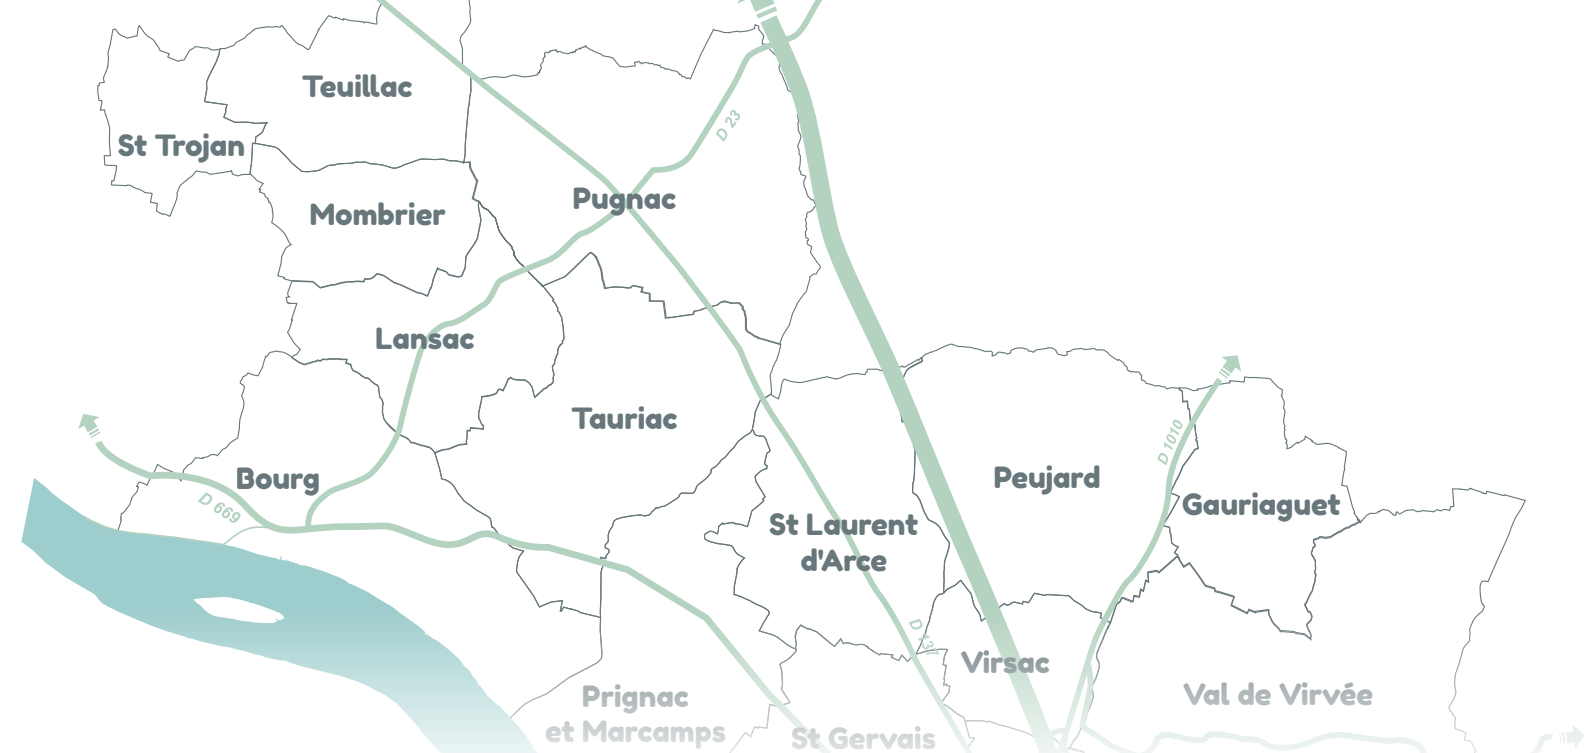 Teuillac
St Trojan
D 23
Pugnac
Mombrier
Lansac
Tauriac
D 1010
Bourg
Peujard
Gauriaguet
D 669
St Laurent
d'Arce
D 137
Virsac
Prignac
et Marcamps
Val de Virvée
St Gervais